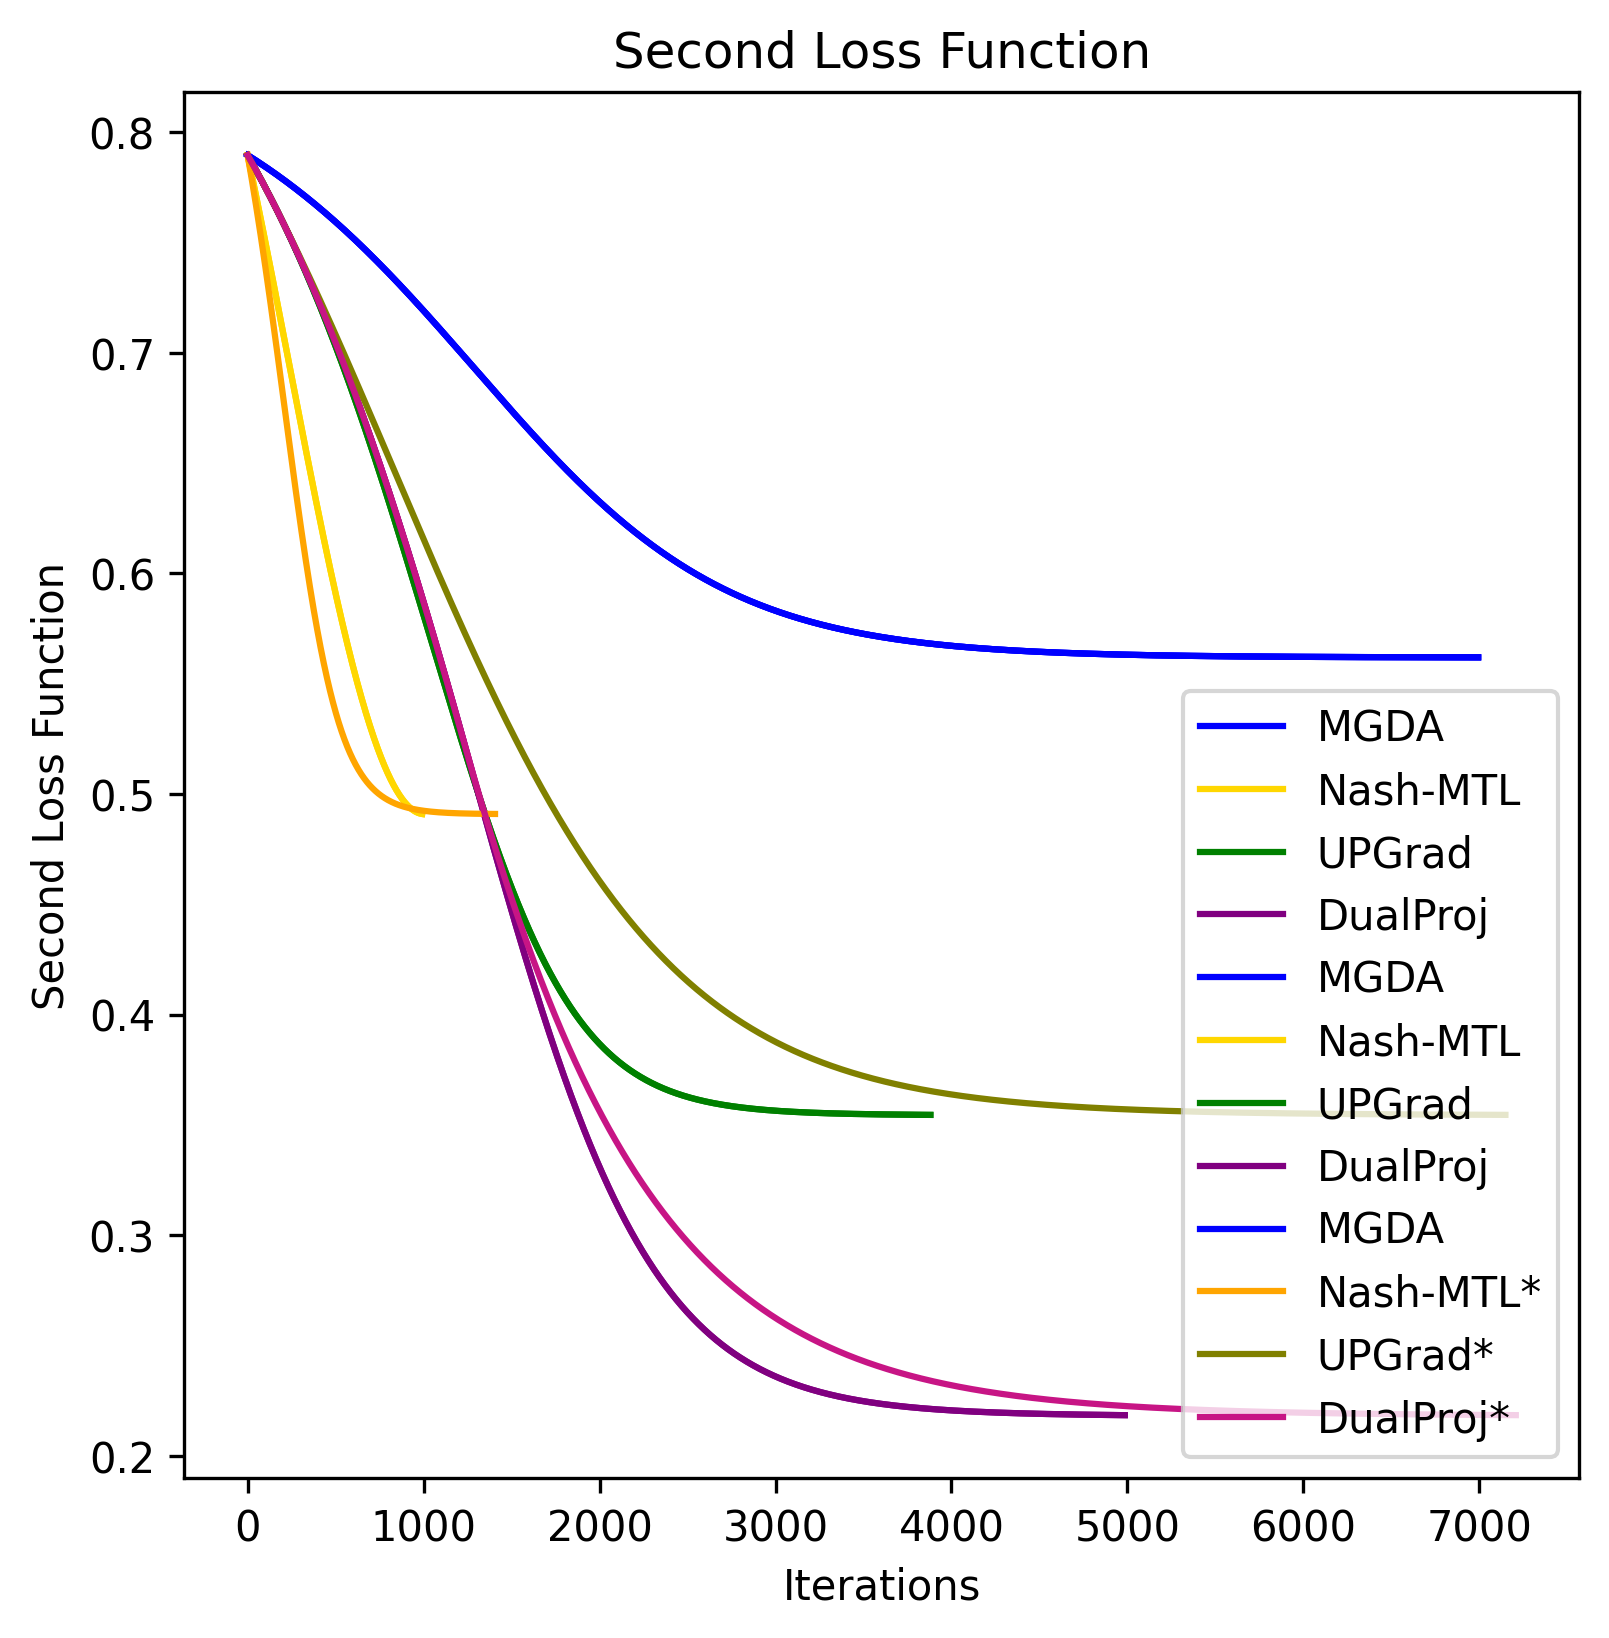 Second Loss Function
Second Loss Function
0.8
0.7
0.6
0.5
0.4
0.3
0.2
MGDA
Nash-MTL
UPGrad
DualProj
MGDA
Nash-MTL
UPGrad
DualProj
MGDA
Nash-MTL*
UPGrad*
DualProj*
0 1000 2000 3000 4000 5000 6000 7000
Iterations